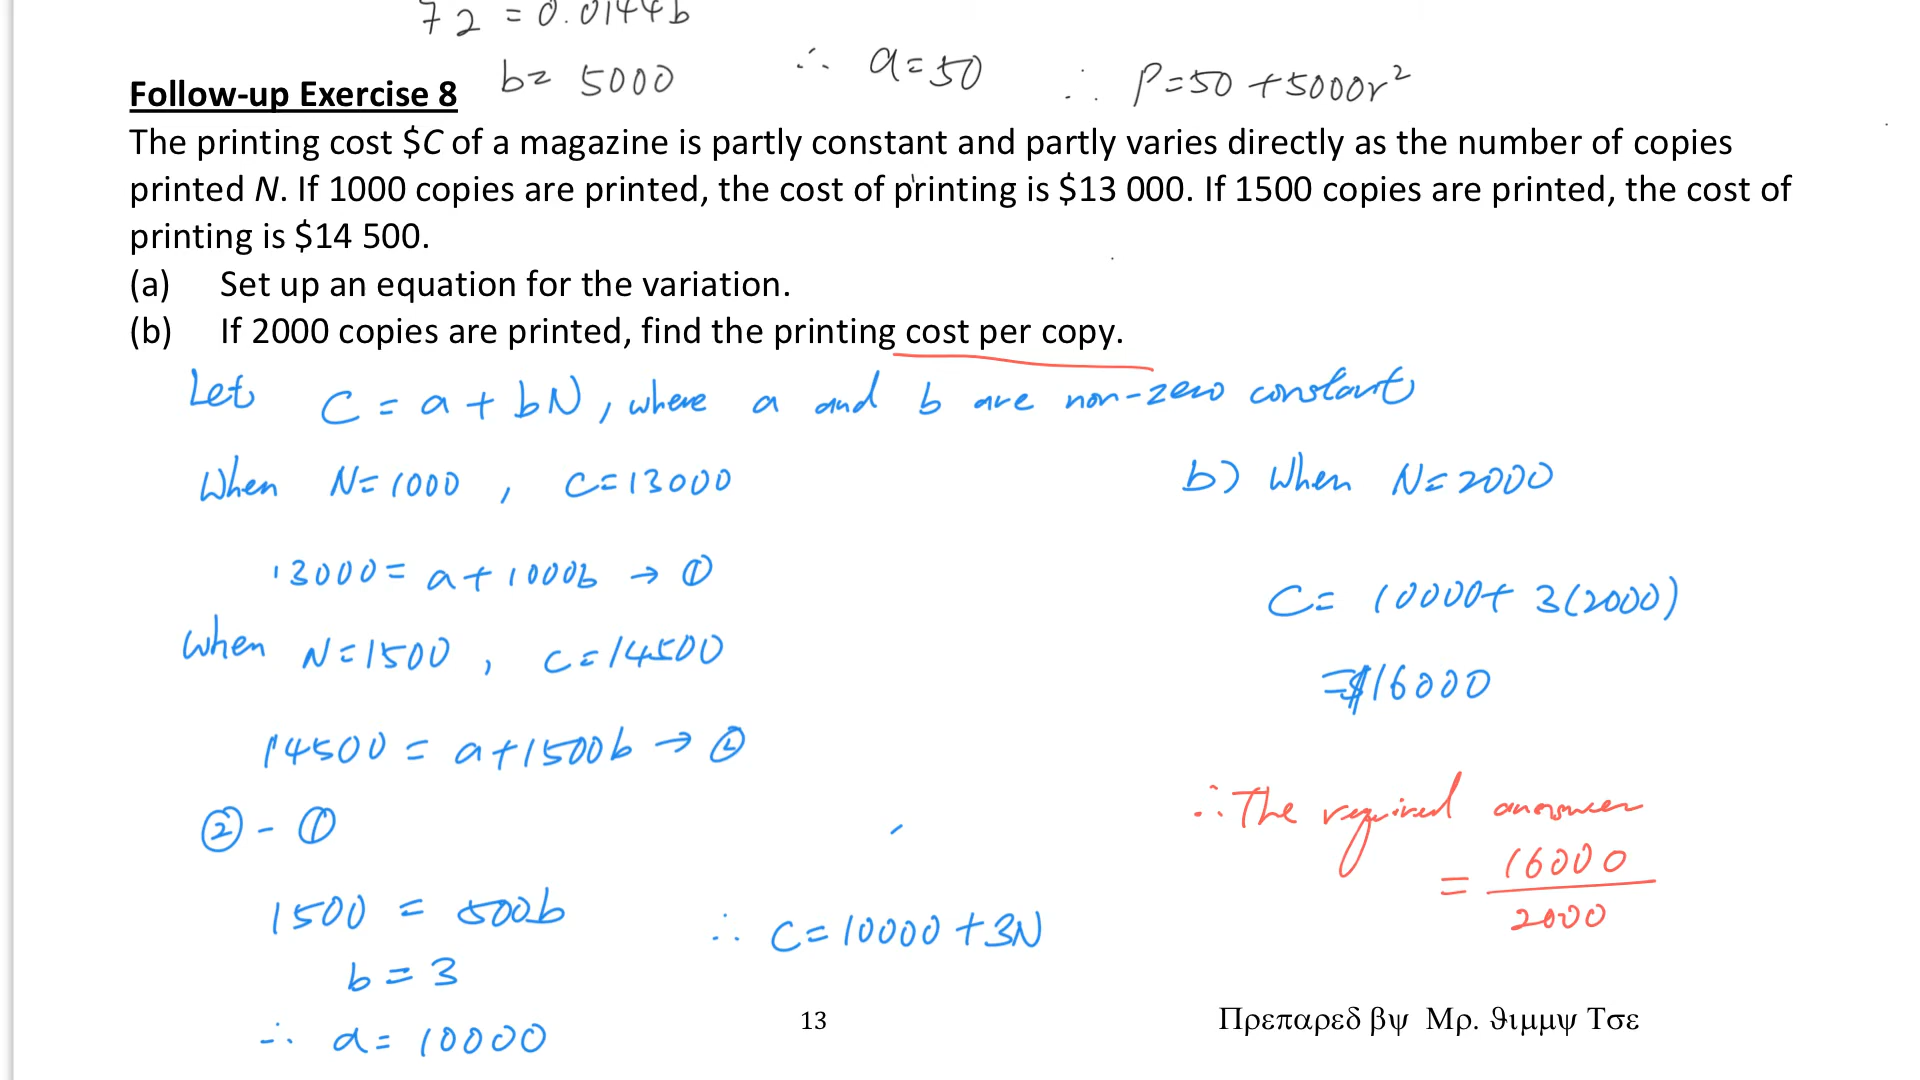 72 = 0.0144b
b= 5000 ∴ a=50 ∴ P=50+5000r²
Follow-up Exercise 8
The printing cost $C of a magazine is partly constant and partly varies directly as the number of copies
printed N. If 1000 copies are printed, the cost of printing is $13 000. If 1500 copies are printed, the cost of
printing is $14 500.
(a) Set up an equation for the variation.
(b) If 2000 copies are printed, find the printing cost per copy.
Let C = a + bN, where a and b are non-zero constants
When N=1000, C=13000
13000= a+1000b → ①
When N=1500, C=14500
14500 = a+1500b → ②
② - ①
1500 = 500b
b = 3
∴ a= 10000
∴ C=10000+3N
b) When N=2000
C= 10000+ 3(2000)
=$16000
∴ The required answer
= 16000
2000
13
Πρεπαρεδ βψ Μρ. ϑιμμψ Τσε